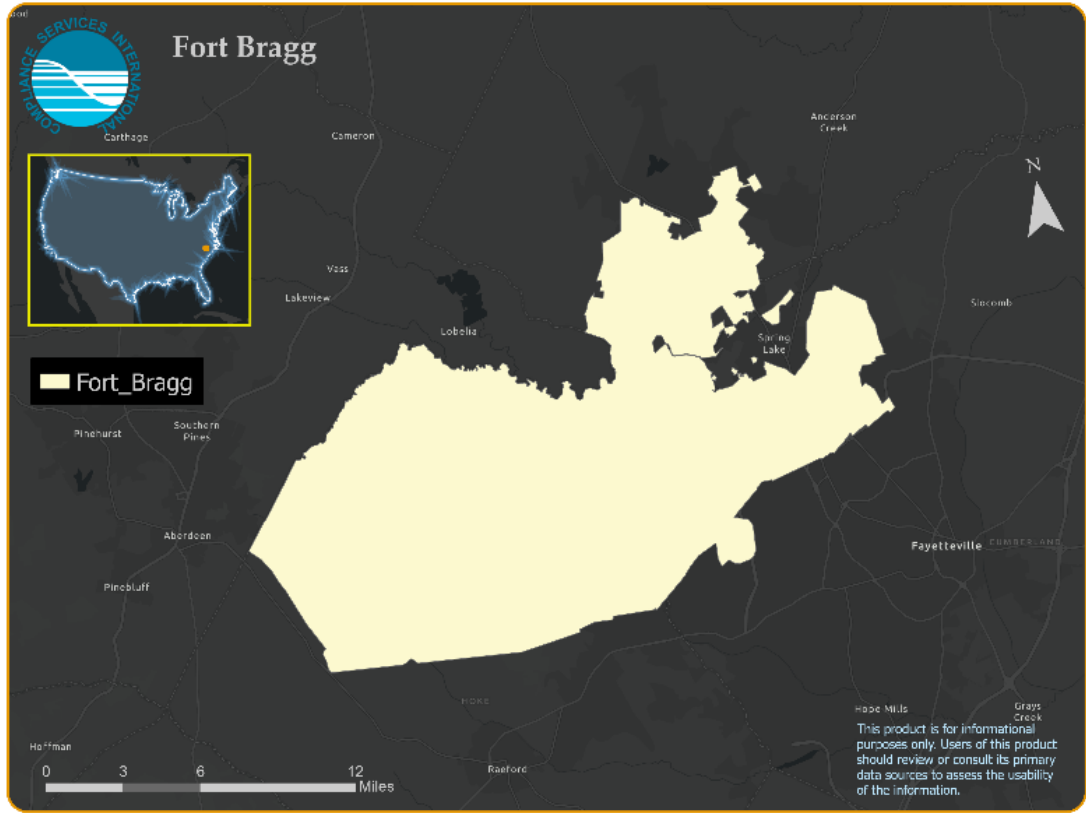 COMPLIANCE SERVICES INTERNATIONAL
Fort Bragg
Carthage
Cameron
Anderson
Creek
N
Vass
Lakeview
Lobelia
Slocomb
Spring
Lake
Fort_Bragg
Pinehurst
Southern
Pines
Aberdeen
Fayetteville
CUMBERLAND
Pinebluff
HOKE
Hope Mills
Grays
Creek
This product is for informational
purposes only. Users of this product
should review or consult its primary
data sources to assess the usability
of the information.
Hoffman
Raeford
0 3 6 12
Miles